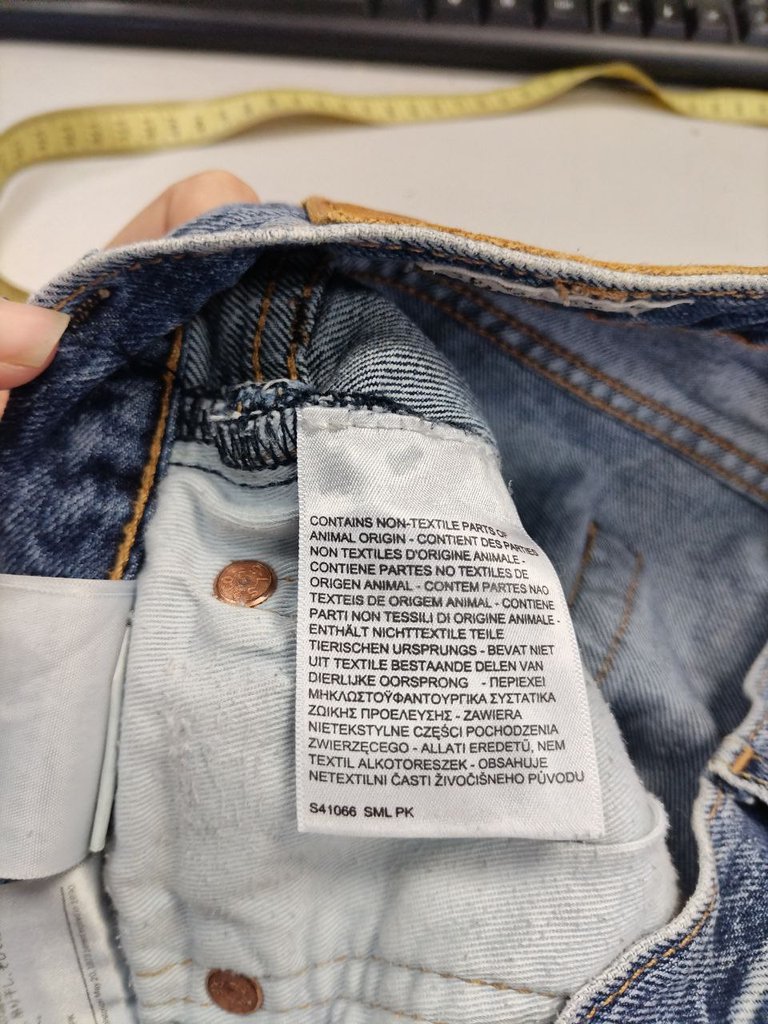 CONTAINS NON-TEXTILE PARTS OF
ANIMAL ORIGIN - CONTIENT DES PARTIES
NON TEXTILES D'ORIGINE ANIMALE -
CONTIENE PARTES NO TEXTILES DE
ORIGEN ANIMAL - CONTEM PARTES NAO
TEXTEIS DE ORIGEM ANIMAL - CONTIENE
PARTI NON TESSILI DI ORIGINE ANIMALE -
ENTHÄLT NICHTTEXTILE TEILE
TIERISCHEN URSPRUNGS - BEVAT NIET
UIT TEXTILE BESTAANDE DELEN VAN
DIERLIJKE OORSPRONG - ΠΕΡΙΕΧΕΙ
ΜΗΚΛΩΣΤΟΫΦΑΝΤΟΥΡΓΙΚΑ ΣΥΣΤΑΤΙΚΑ
ΖΩΙΚΗΣ ΠΡΟΕΛΕΥΣΗΣ - ZAWIERA
NIETEKSTYLNE CZĘŚCI POCHODZENIA
ZWIERZĘCEGO - ALLATI EREDETŰ, NEM
TEXTIL ALKOTORESZEK - OBSAHUJE
NETEXTILNÍ ČASTI ŽIVOČIŠNEHO PŮVODU
S41066 SML PK